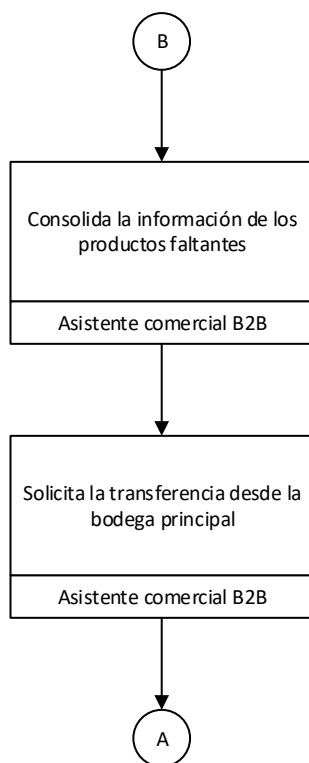 B
Consolida la información de los
productos faltantes
Asistente comercial B2B
Solicita la transferencia desde la
bodega principal
Asistente comercial B2B
A